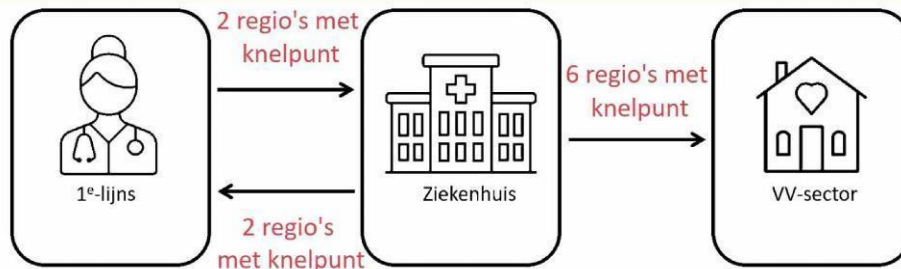 2 regio's met
knelpunt
6 regio's met
knelpunt
1e-lijns
Ziekenhuis
VV-sector
2 regio's
met knelpunt